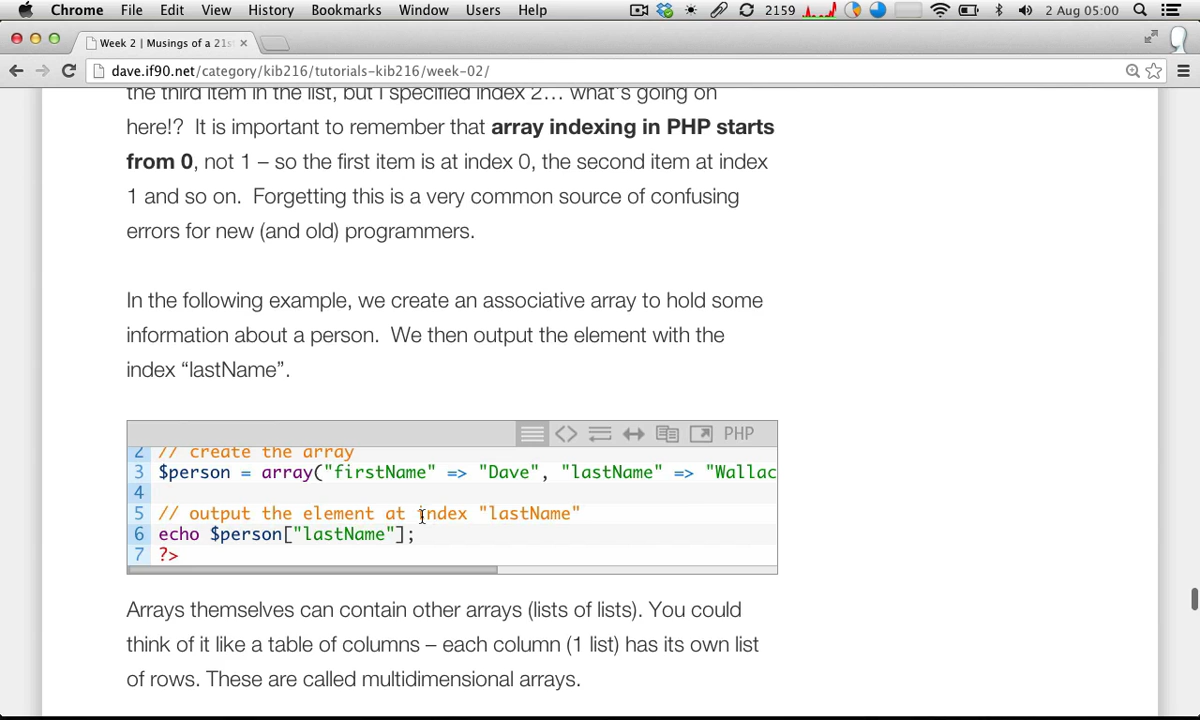 Chrome File Edit View History Bookmarks Window Users Help 2159 2 Aug 05:00
Week 2 | Musings of a 21s
dave.if90.net/category/kib216/tutorials-kib216/week-02/
the third item in the list, but I specified index 2… what's going on
here!? It is important to remember that array indexing in PHP starts
from 0, not 1 – so the first item is at index 0, the second item at index
1 and so on. Forgetting this is a very common source of confusing
errors for new (and old) programmers.
In the following example, we create an associative array to hold some
information about a person. We then output the element with the
index “lastName”.
PHP
2 // create the array
3 $person = array("firstName" => "Dave", "lastName" => "Wallac
4
5 // output the element at index "lastName"
6 echo $person["lastName"];
7 ?>
Arrays themselves can contain other arrays (lists of lists). You could
think of it like a table of columns – each column (1 list) has its own list
of rows. These are called multidimensional arrays.